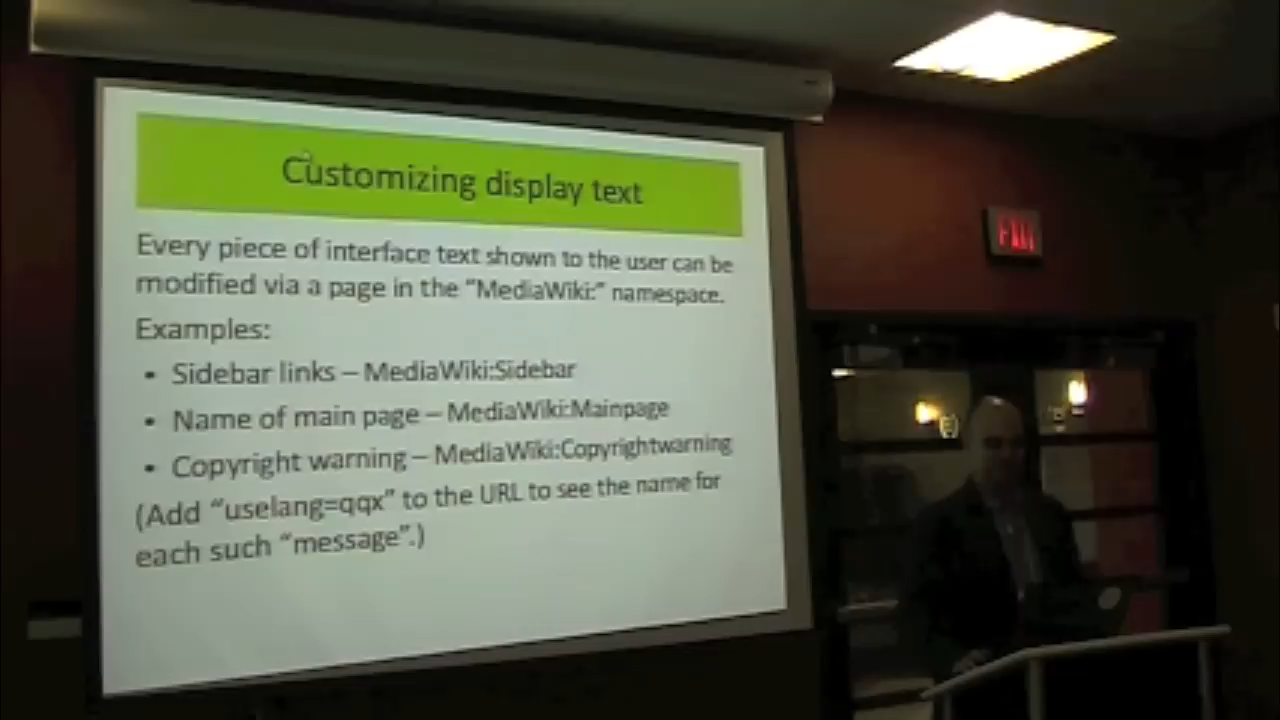 Customizing display text
Every piece of interface text shown to the user can be
modified via a page in the “MediaWiki:” namespace.
Examples:
• Sidebar links – MediaWiki:Sidebar
• Name of main page – MediaWiki:Mainpage
• Copyright warning – MediaWiki:Copyrightwarning
(Add “uselang=qqx” to the URL to see the name for
each such “message”.)
EXIT